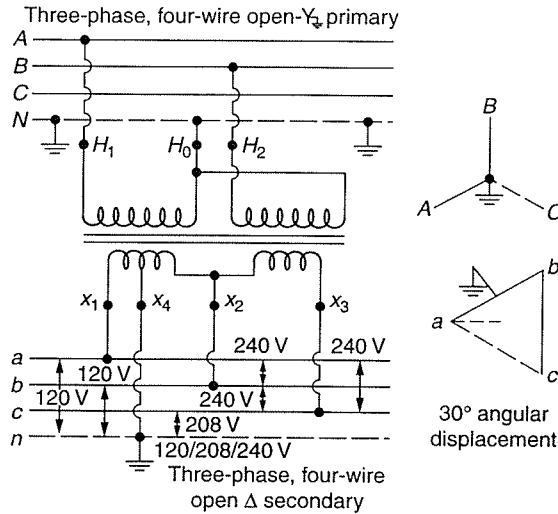 Three-phase, four-wire open-Y primary
A
B
C
N
H₁ H₀ H₂
B
A C
x₁ x₄ x₂ x₃
b
a
c
a
b
c
n
240 V 240 V
120 V
120 V 240 V
208 V
120/208/240 V
30° angular
displacement
Three-phase, four-wire
open Δ secondary